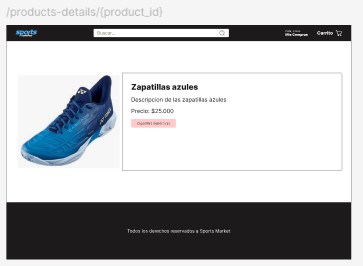 /products-details/{product_id}
sports
Buscar...
Mis Compras
Carrito
Zapatillas azules
Descripcion de las zapatillas azules
Precio: $25.000
YONEX
Todos los derechos reservados a Sports Market